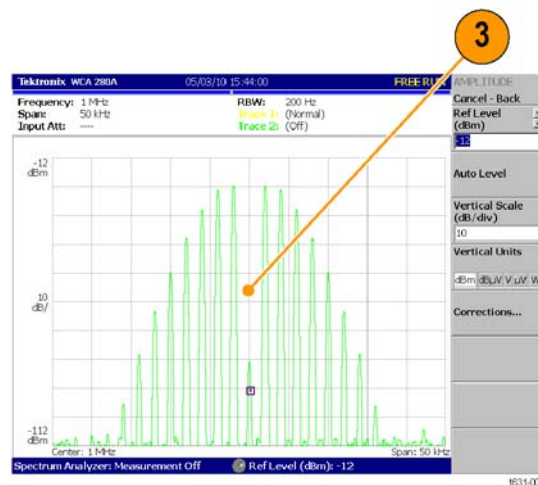 3
Tektronix WCA 280A 05/03/10 15:44:00 FREE RUN
Frequency: 1 MHz RBW: 200 Hz
Span: 50 kHz Trace 1: (Normal)
Input Att: ---- Trace 2: (Off)
AMPLITUDE
Cancel - Back
Ref Level
(dBm)
-12
Auto Level
Vertical Scale
(dB/div)
10
Vertical Units
dBm dBµV V µV W
Corrections...
-12
dBm
10
dB/
-112
dBm
Center: 1 MHz Span: 50 kHz
Spectrum Analyzer: Measurement Off Ref Level (dBm): -12